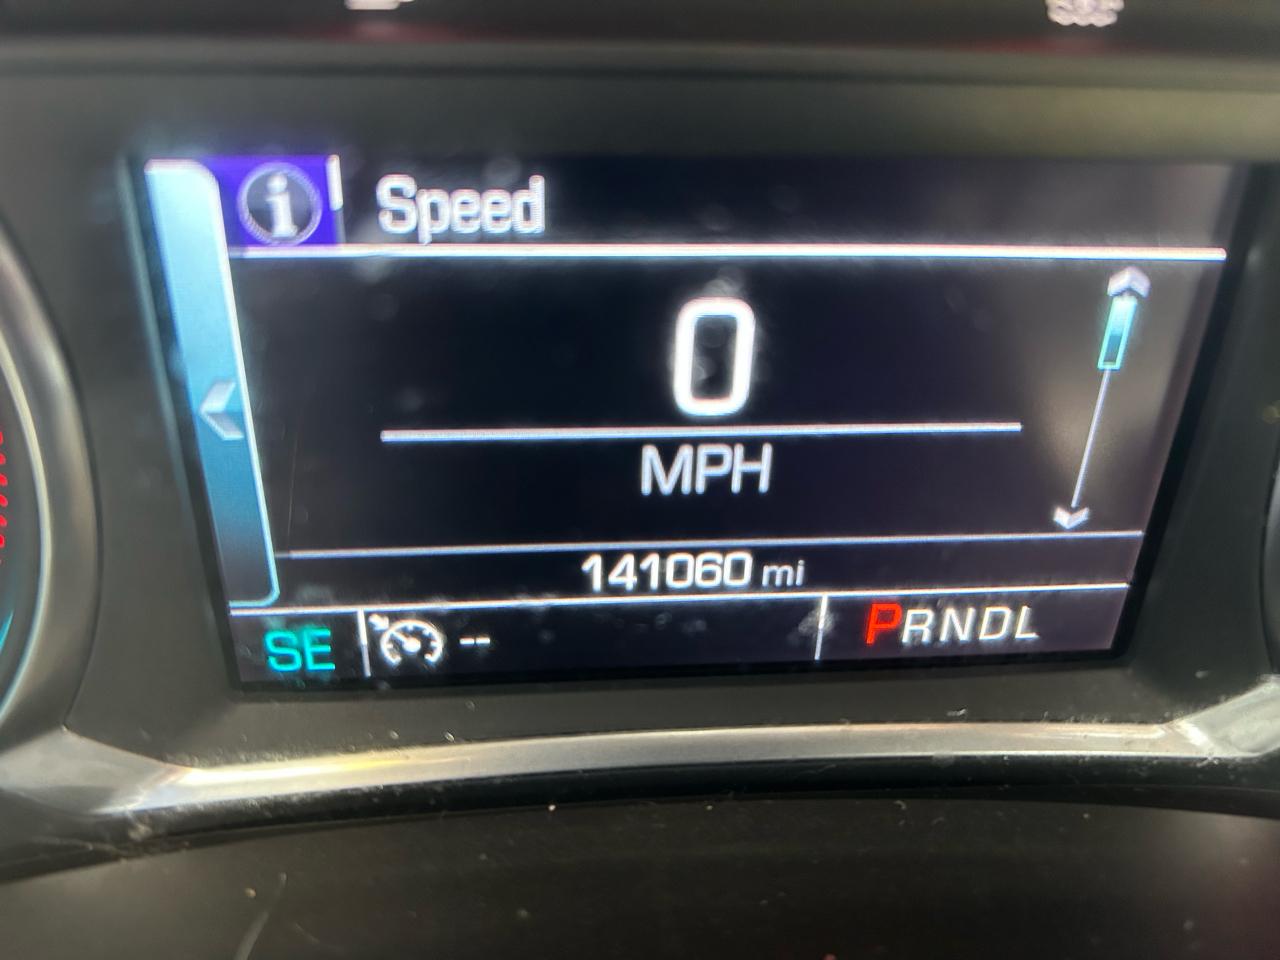 i Speed
0
MPH
141060 mi
SE -- PRNDL